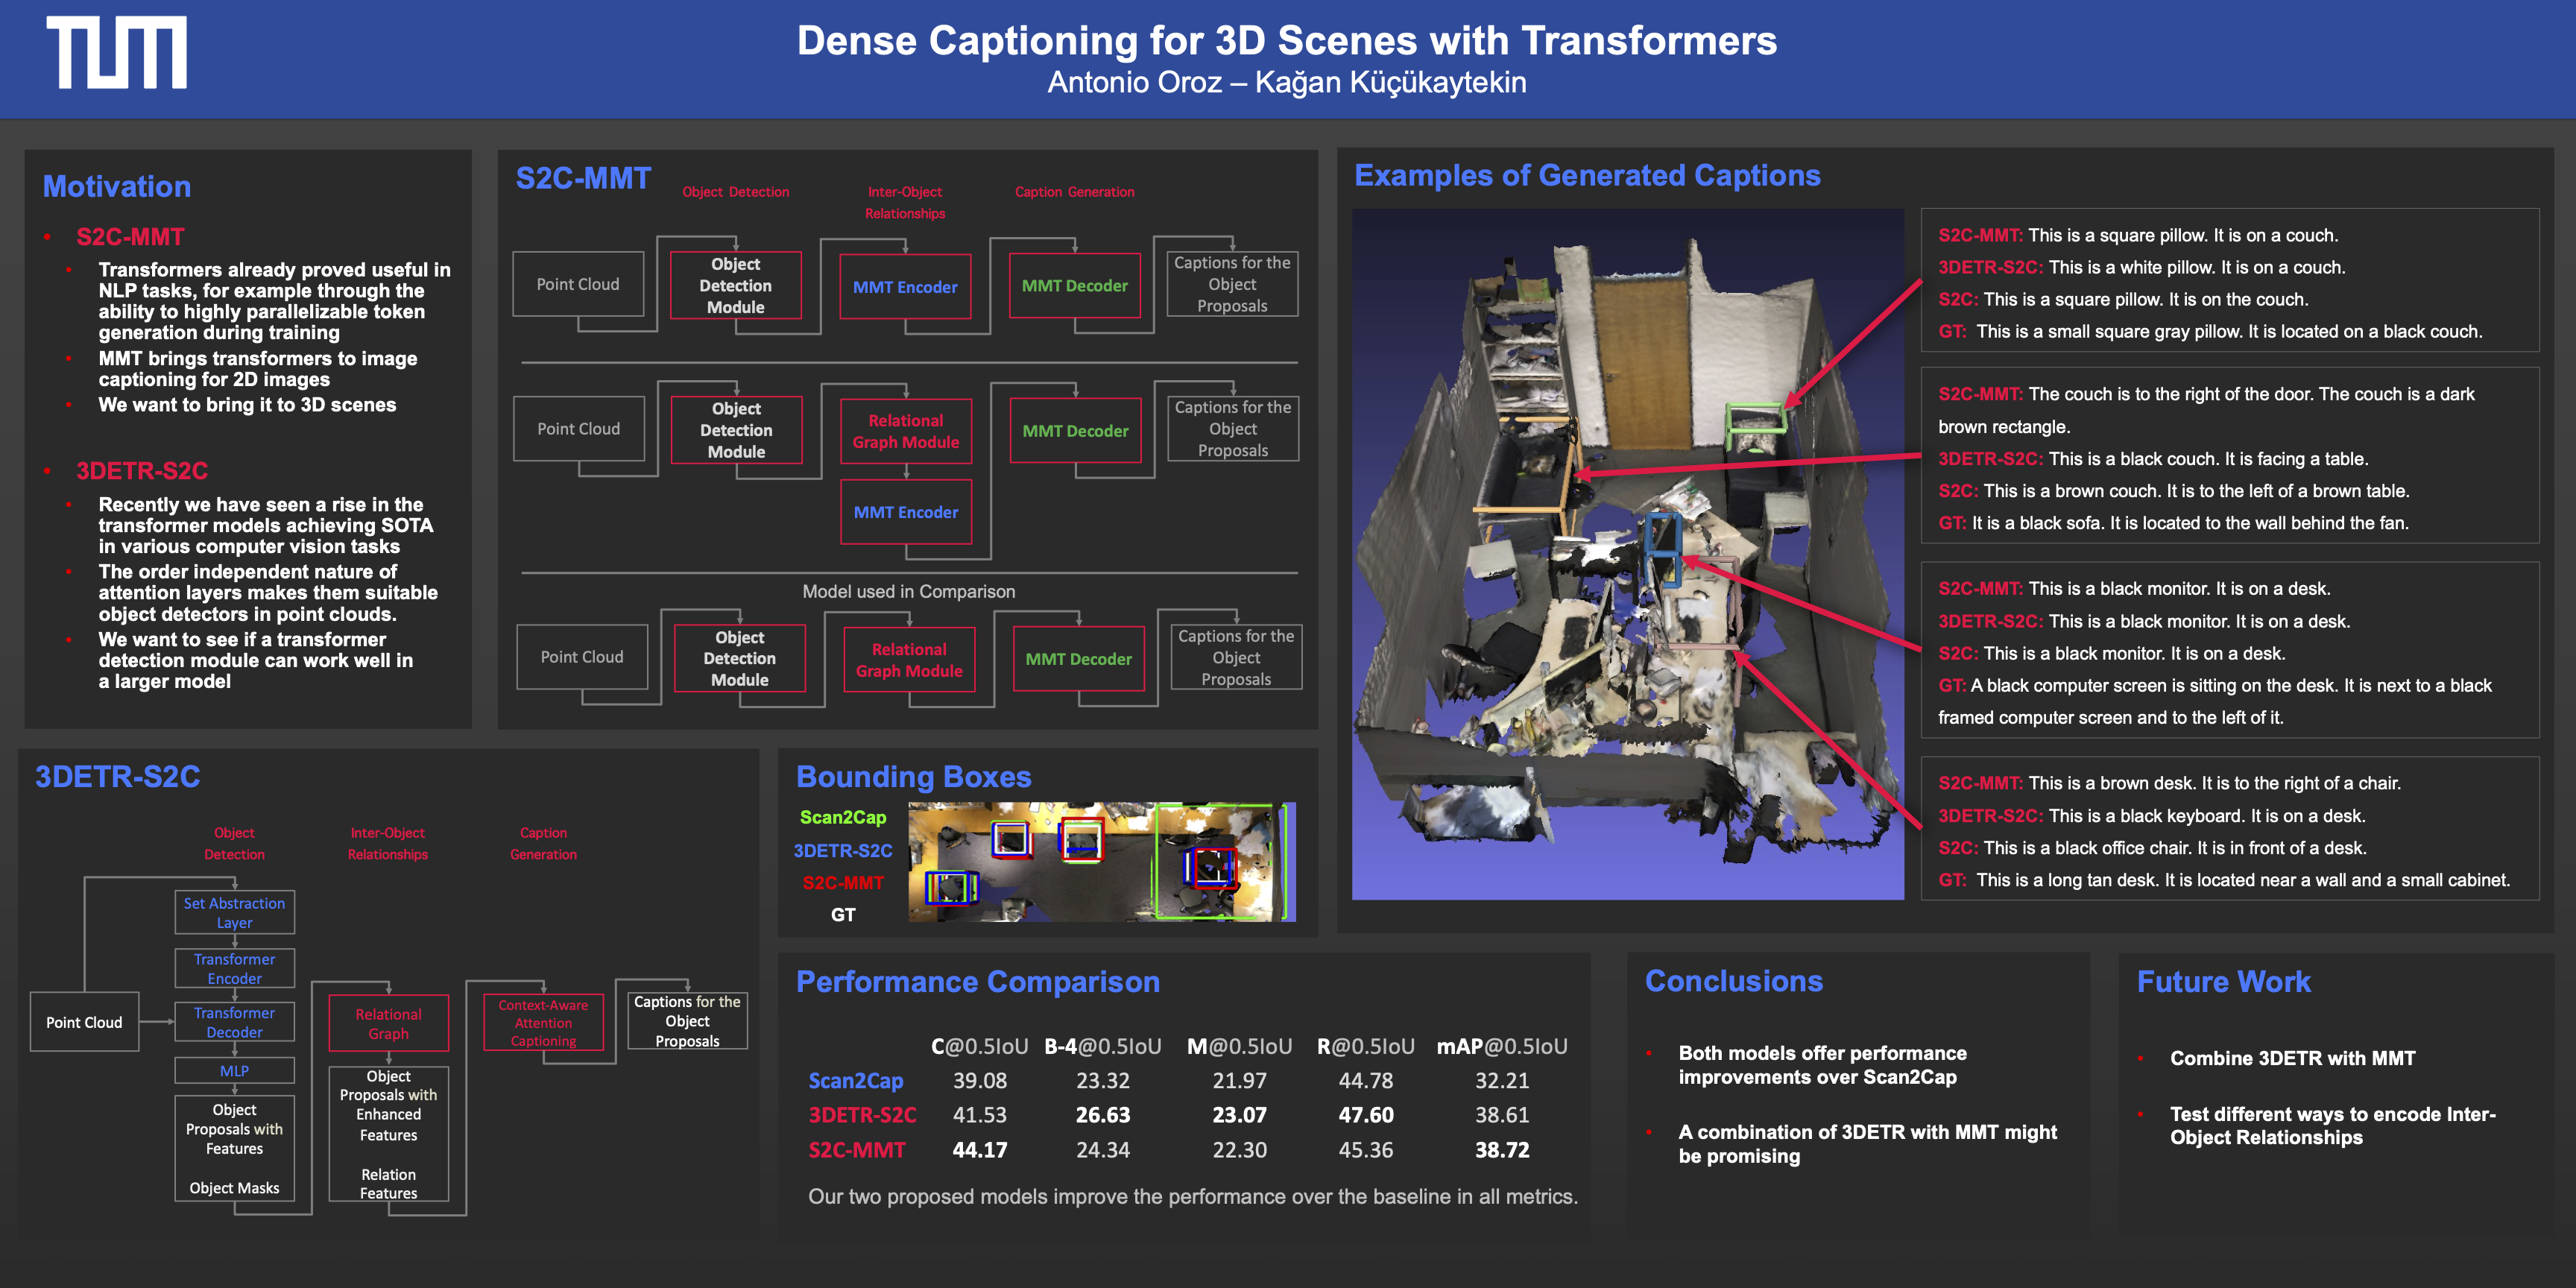 TUM
Dense Captioning for 3D Scenes with Transformers
Antonio Oroz – Kağan Küçükaytekin
Motivation
• S2C-MMT
• Transformers already proved useful in
NLP tasks, for example through the
ability to highly parallelizable token
generation during training
• MMT brings transformers to image
captioning for 2D images
• We want to bring it to 3D scenes
• 3DETR-S2C
• Recently we have seen a rise in the
transformer models achieving SOTA
in various computer vision tasks
• The order independent nature of
attention layers makes them suitable
object detectors in point clouds.
• We want to see if a transformer
detection module can work well in
a larger model
S2C-MMT
Object Detection
Inter-Object
Relationships
Caption Generation
Point Cloud
Object
Detection
Module
MMT Encoder
MMT Decoder
Captions for the
Object
Proposals
Point Cloud
Object
Detection
Module
Relational
Graph Module
MMT Encoder
MMT Decoder
Captions for the
Object
Proposals
Model used in Comparison
Point Cloud
Object
Detection
Module
Relational
Graph Module
MMT Decoder
Captions for the
Object
Proposals
Examples of Generated Captions
S2C-MMT: This is a square pillow. It is on a couch.
3DETR-S2C: This is a white pillow. It is on a couch.
S2C: This is a square pillow. It is on the couch.
GT: This is a small square gray pillow. It is located on a black couch.
S2C-MMT: The couch is to the right of the door. The couch is a dark
brown rectangle.
3DETR-S2C: This is a black couch. It is facing a table.
S2C: This is a brown couch. It is to the left of a brown table.
GT: It is a black sofa. It is located to the wall behind the fan.
S2C-MMT: This is a black monitor. It is on a desk.
3DETR-S2C: This is a black monitor. It is on a desk.
S2C: This is a black monitor. It is on a desk.
GT: A black computer screen is sitting on the desk. It is next to a black
framed computer screen and to the left of it.
S2C-MMT: This is a brown desk. It is to the right of a chair.
3DETR-S2C: This is a black keyboard. It is on a desk.
S2C: This is a black office chair. It is in front of a desk.
GT: This is a long tan desk. It is located near a wall and a small cabinet.
3DETR-S2C
Object
Detection
Inter-Object
Relationships
Caption
Generation
Point Cloud
Set Abstraction
Layer
Transformer
Encoder
Transformer
Decoder
MLP
Object
Proposals with
Features
Object Masks
Relational
Graph
Object
Proposals with
Enhanced
Features
Relation
Features
Context-Aware
Attention
Captioning
Captions for the
Object
Proposals
Bounding Boxes
Scan2Cap
3DETR-S2C
S2C-MMT
GT
Performance Comparison
C@0.5IoU B-4@0.5IoU M@0.5IoU R@0.5IoU mAP@0.5IoU
Scan2Cap 39.08 23.32 21.97 44.78 32.21
3DETR-S2C 41.53 26.63 23.07 47.60 38.61
S2C-MMT 44.17 24.34 22.30 45.36 38.72
Our two proposed models improve the performance over the baseline in all metrics.
Conclusions
• Both models offer performance
improvements over Scan2Cap
• A combination of 3DETR with MMT might
be promising
Future Work
• Combine 3DETR with MMT
• Test different ways to encode Inter-
Object Relationships